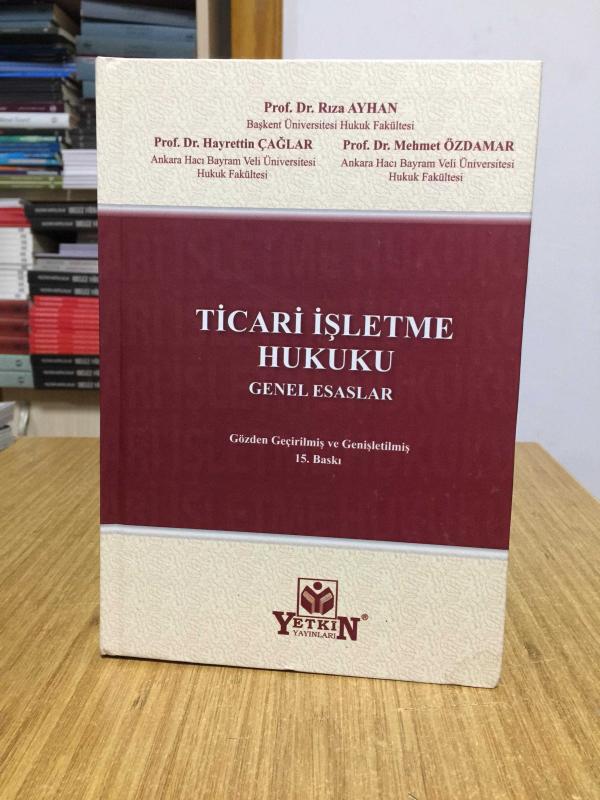 Prof. Dr. Rıza AYHAN
Başkent Üniversitesi Hukuk Fakültesi
Prof. Dr. Hayrettin ÇAĞLAR
Ankara Hacı Bayram Veli Üniversitesi
Hukuk Fakültesi
Prof. Dr. Mehmet ÖZDAMAR
Ankara Hacı Bayram Veli Üniversitesi
Hukuk Fakültesi
TİCARİ İŞLETME
HUKUKU
GENEL ESASLAR
Gözden Geçirilmiş ve Genişletilmiş
15. Baskı
YETKİN®
YAYINLARI